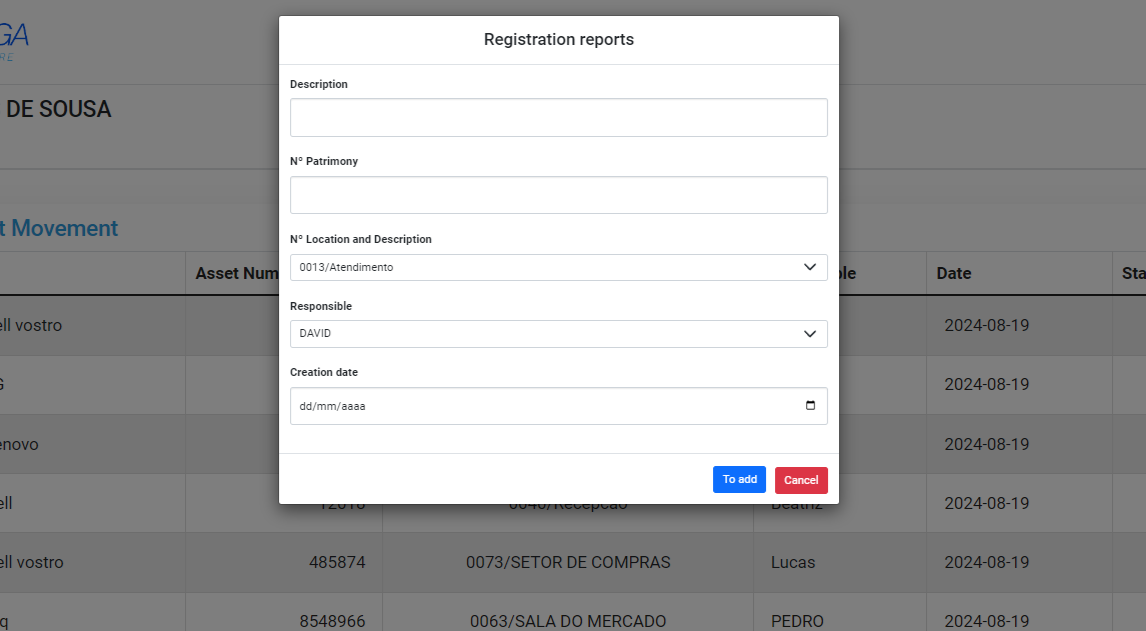 GA
RE
DE SOUSA
t Movement
Registration reports
Description
Nº Patrimony
Nº Location and Description
0013/Atendimento
Responsible
DAVID
Creation date
dd/mm/aaaa
To add
Cancel
Asset Num ble Date Sta
ell vostro 2024-08-19
G 2024-08-19
enovo 2024-08-19
ell 12018 0040/Recepcao Beatriz 2024-08-19
ell vostro 485874 0073/SETOR DE COMPRAS Lucas 2024-08-19
q 8548966 0063/SALA DO MERCADO PEDRO 2024-08-19